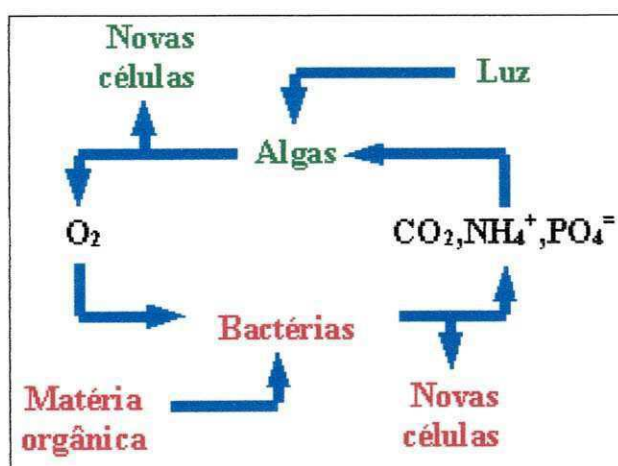 Novas
células
Luz
Algas
O₂
CO₂,NH₄⁺,PO₄⁼
Bactérias
Matéria
orgânica
Novas
células